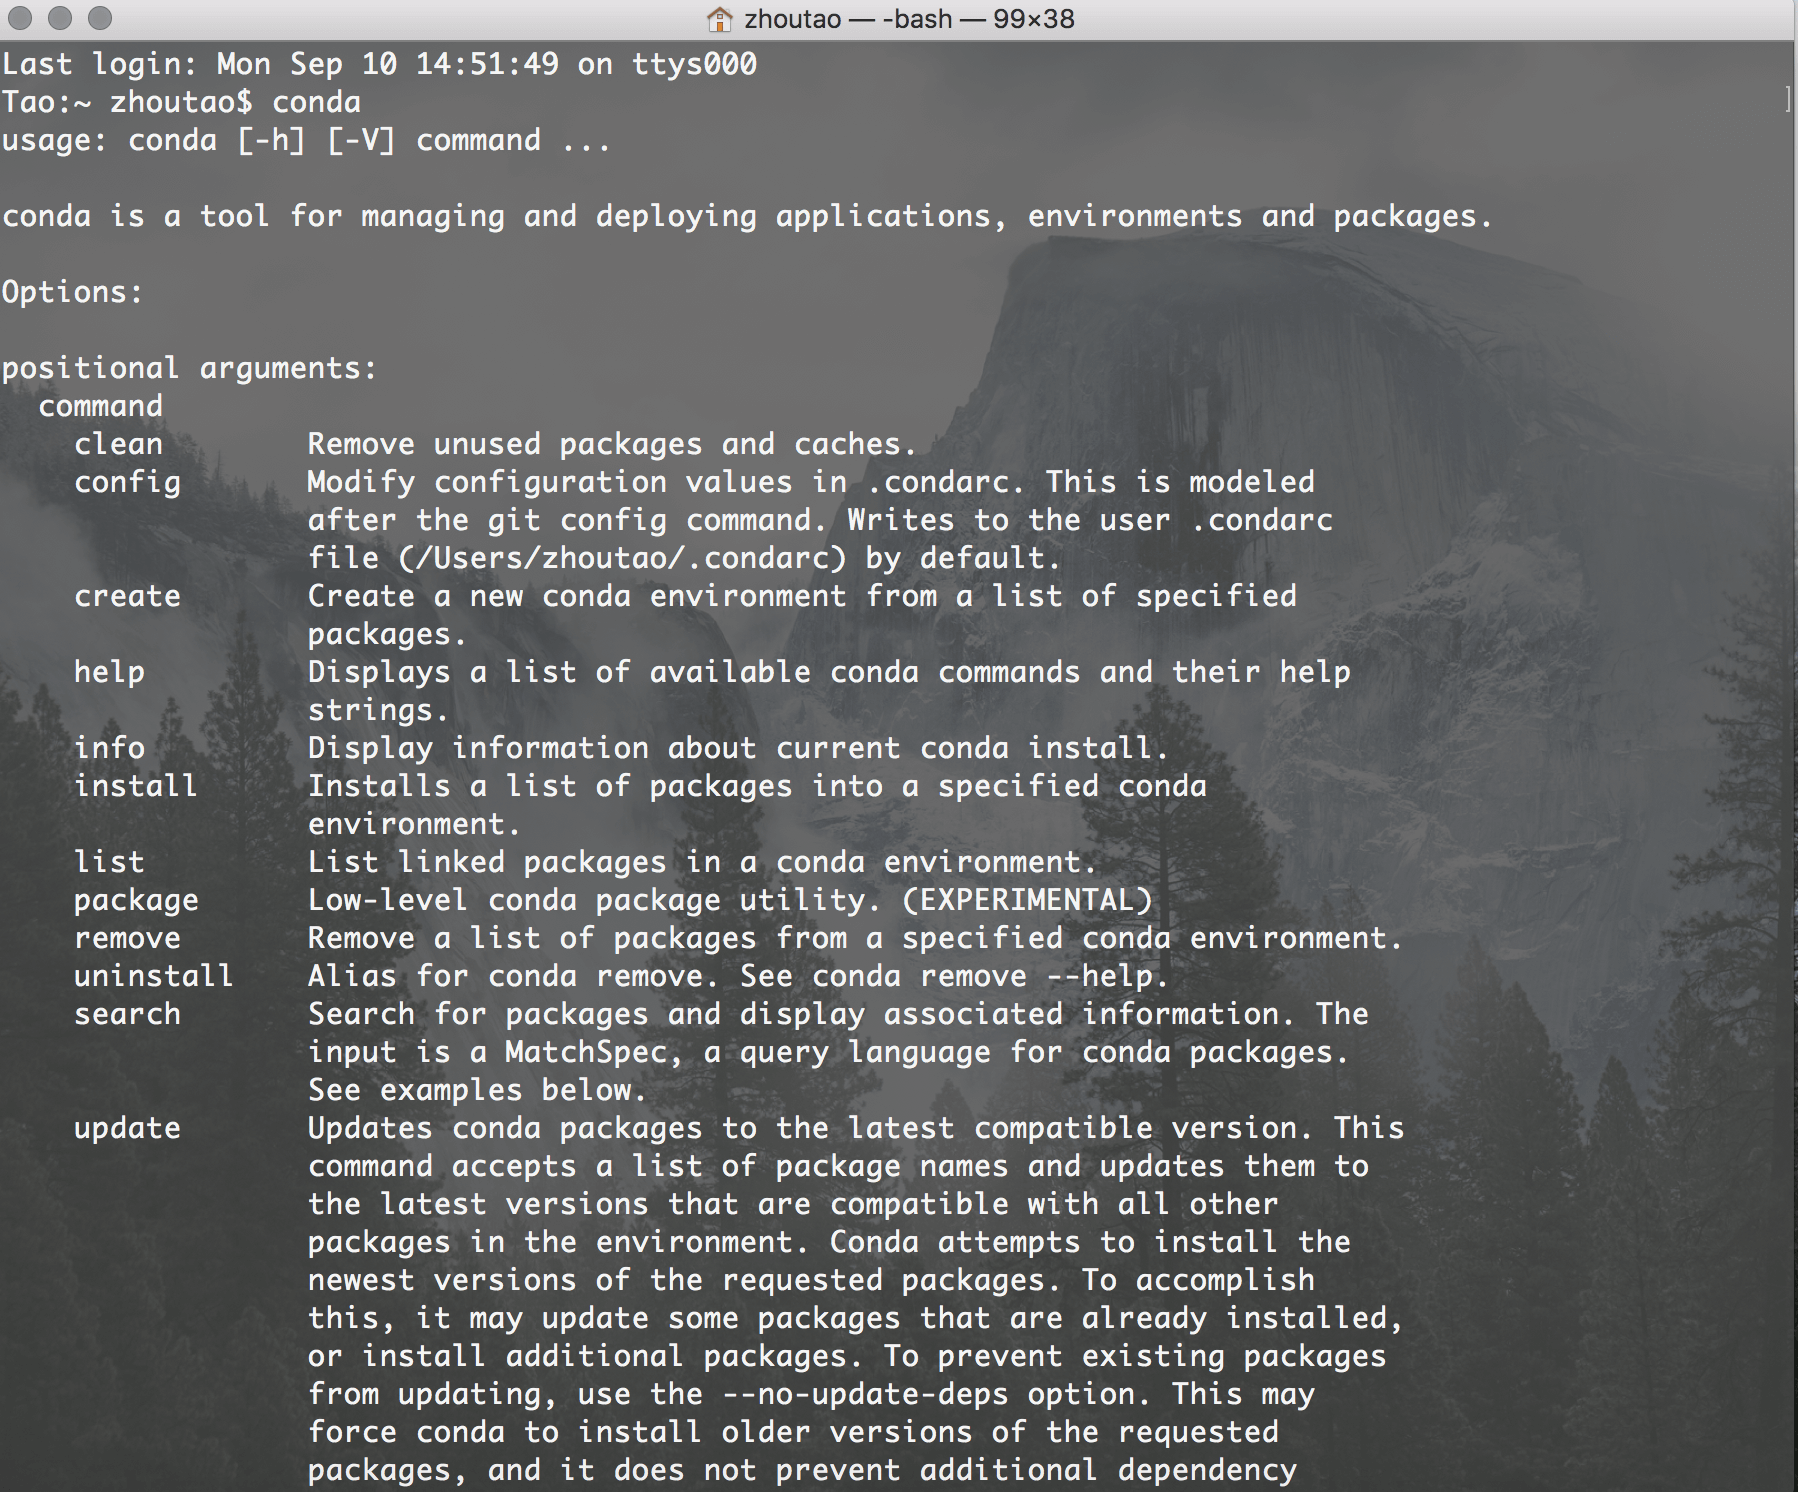 zhoutao — -bash — 99×38
Last login: Mon Sep 10 14:51:49 on ttys000
Tao:~ zhoutao$ conda
usage: conda [-h] [-V] command ...
conda is a tool for managing and deploying applications, environments and packages.
Options:
positional arguments:
  command
    clean        Remove unused packages and caches.
    config       Modify configuration values in .condarc. This is modeled
                 after the git config command. Writes to the user .condarc
                 file (/Users/zhoutao/.condarc) by default.
    create       Create a new conda environment from a list of specified
                 packages.
    help         Displays a list of available conda commands and their help
                 strings.
    info         Display information about current conda install.
    install      Installs a list of packages into a specified conda
                 environment.
    list         List linked packages in a conda environment.
    package      Low-level conda package utility. (EXPERIMENTAL)
    remove       Remove a list of packages from a specified conda environment.
    uninstall    Alias for conda remove. See conda remove --help.
    search       Search for packages and display associated information. The
                 input is a MatchSpec, a query language for conda packages.
                 See examples below.
    update       Updates conda packages to the latest compatible version. This
                 command accepts a list of package names and updates them to
                 the latest versions that are compatible with all other
                 packages in the environment. Conda attempts to install the
                 newest versions of the requested packages. To accomplish
                 this, it may update some packages that are already installed,
                 or install additional packages. To prevent existing packages
                 from updating, use the --no-update-deps option. This may
                 force conda to install older versions of the requested
                 packages, and it does not prevent additional dependency